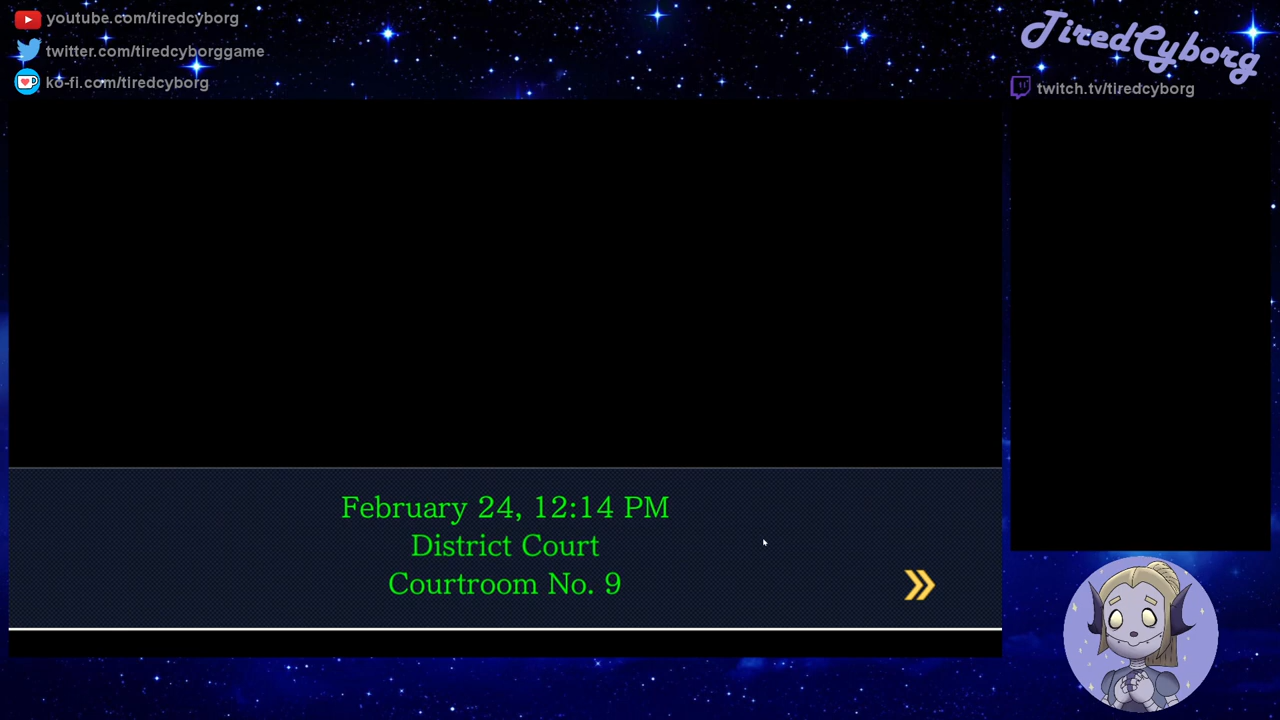 youtube.com/tiredcyborg
twitter.com/tiredcyborggame
ko-fi.com/tiredcyborg
TiredCyborg
twitch.tv/tiredcyborg
February 24, 12:14 PM
District Court
Courtroom No. 9